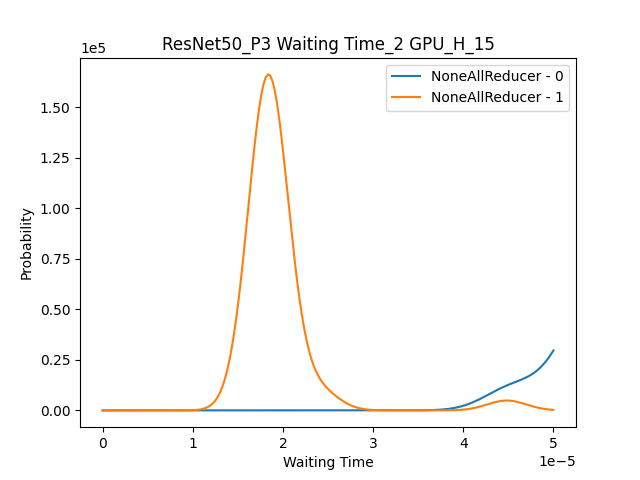 ResNet50_P3 Waiting Time_2 GPU_H_15
1e5
NoneAllReducer - 0
NoneAllReducer - 1
1.50
1.25
1.00
0.75
0.50
0.25
0.00
Probability
0 1 2 3 4 5
1e−5
Waiting Time